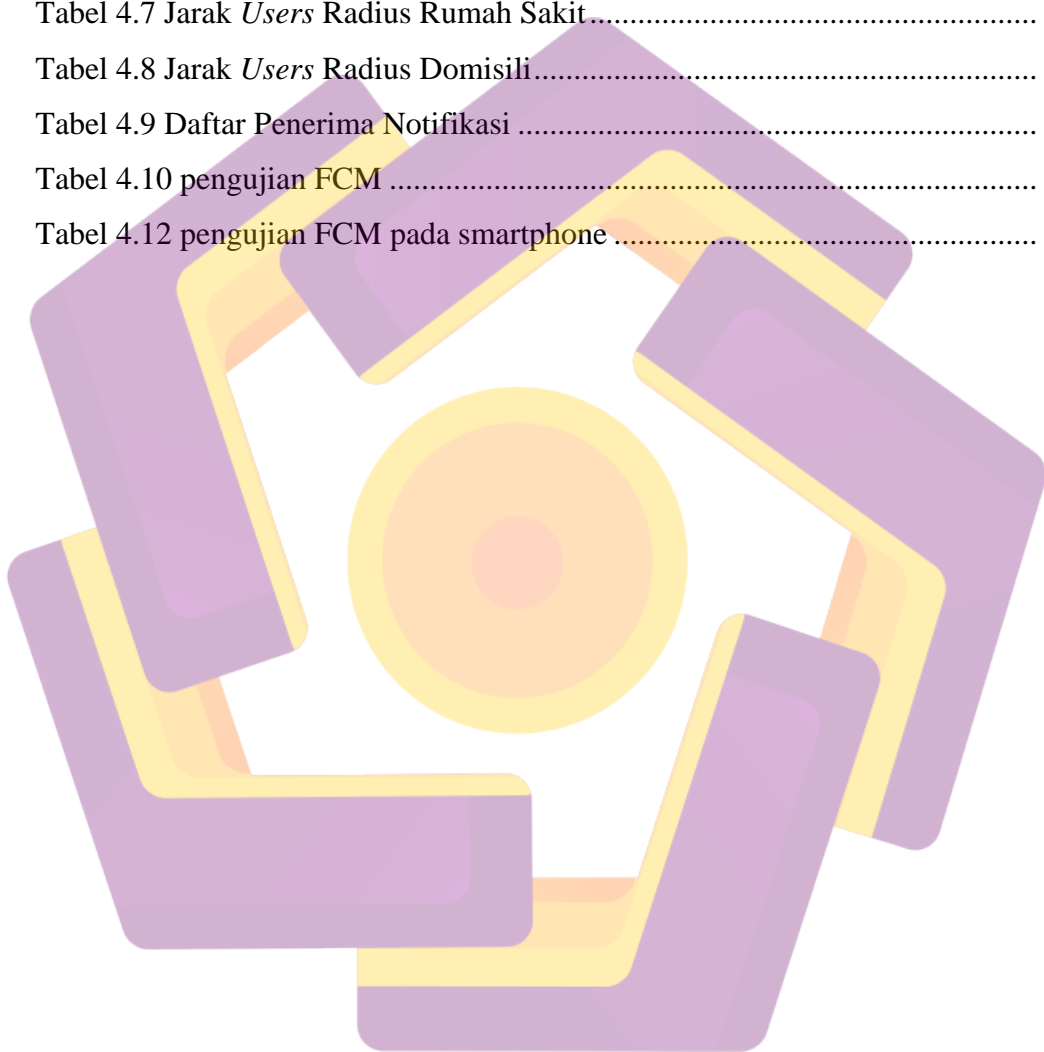 Tabel 4.7 Jarak Users Radius Rumah Sakit.......................................................
Tabel 4.8 Jarak Users Radius Domisili..............................................................
Tabel 4.9 Daftar Penerima Notifikasi ................................................................
Tabel 4.10 pengujian FCM ................................................................................
Tabel 4.12 pengujian FCM pada smartphone ....................................................